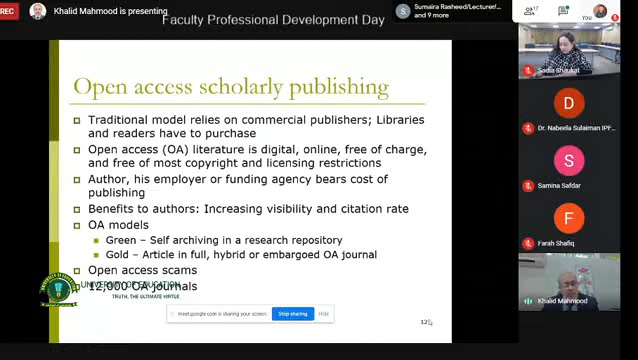 REC
Khalid Mahmood is presenting
Faculty Professional Development Day
S
Sumaira Rasheed/Lecturer/...
and 9 more
17
You
Open access scholarly publishing
Traditional model relies on commercial publishers; Libraries
and readers have to purchase
Open access (OA) literature is digital, online, free of charge,
and free of most copyright and licensing restrictions
Author, his employer or funding agency bears cost of
publishing
Benefits to authors: Increasing visibility and citation rate
OA models
Green – Self archiving in a research repository
Gold – Article in full, hybrid or embargoed OA journal
Open access scams
12,000 OA journals
UNIVERSITY OF EDUCATION
TRUTH, THE ULTIMATE VIRTUE
meet.google.com is sharing your screen.
Stop sharing
Hide
12
Sadia Shaukat
D
Dr. Nabeela Sulaiman IPF...
S
Samina Safdar
F
Farah Shafiq
Khalid Mahmood